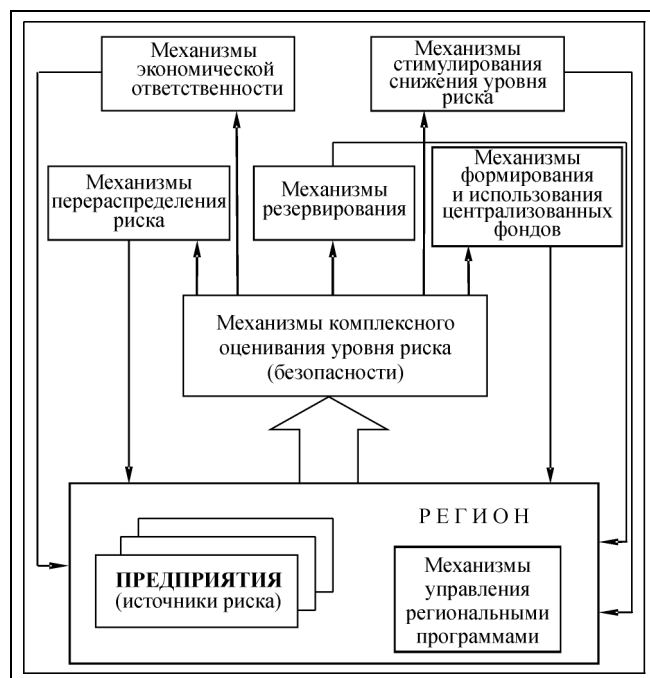 Механизмы
экономической
ответственности
Механизмы
стимулирования
снижения уровня
риска
Механизмы
перераспределения
риска
Механизмы
резервирования
Механизмы
формирования
и использования
централизованных
фондов
Механизмы комплексного
оценивания уровня риска
(безопасности)
РЕГИОН
ПРЕДПРИЯТИЯ
(источники риска)
Механизмы
управления
региональными
программами